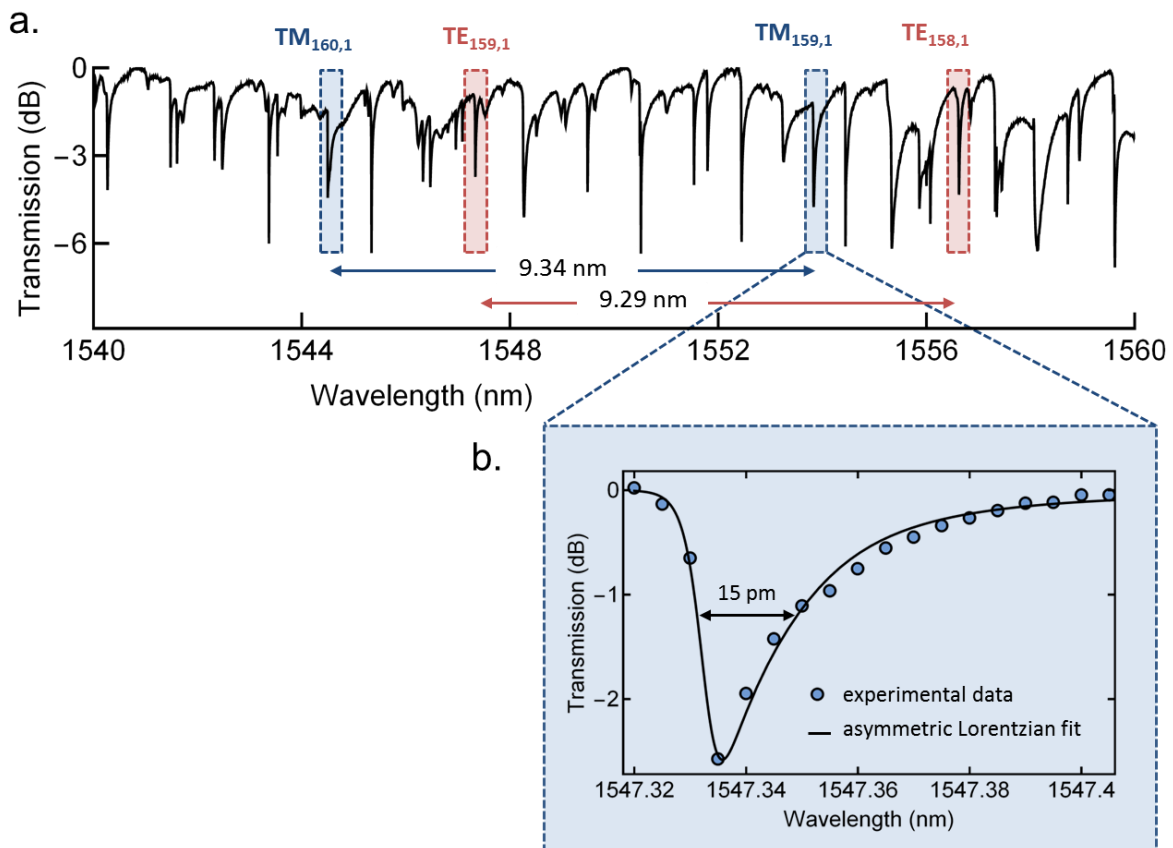 a.
TM160,1 TE159,1 TM159,1 TE158,1
Transmission (dB)
0
−3
−6
9.34 nm
9.29 nm
1540 1544 1548 1552 1556 1560
Wavelength (nm)
b.
Transmission (dB)
0
−1
−2
15 pm
experimental data
asymmetric Lorentzian fit
1547.32 1547.34 1547.36 1547.38 1547.4
Wavelength (nm)